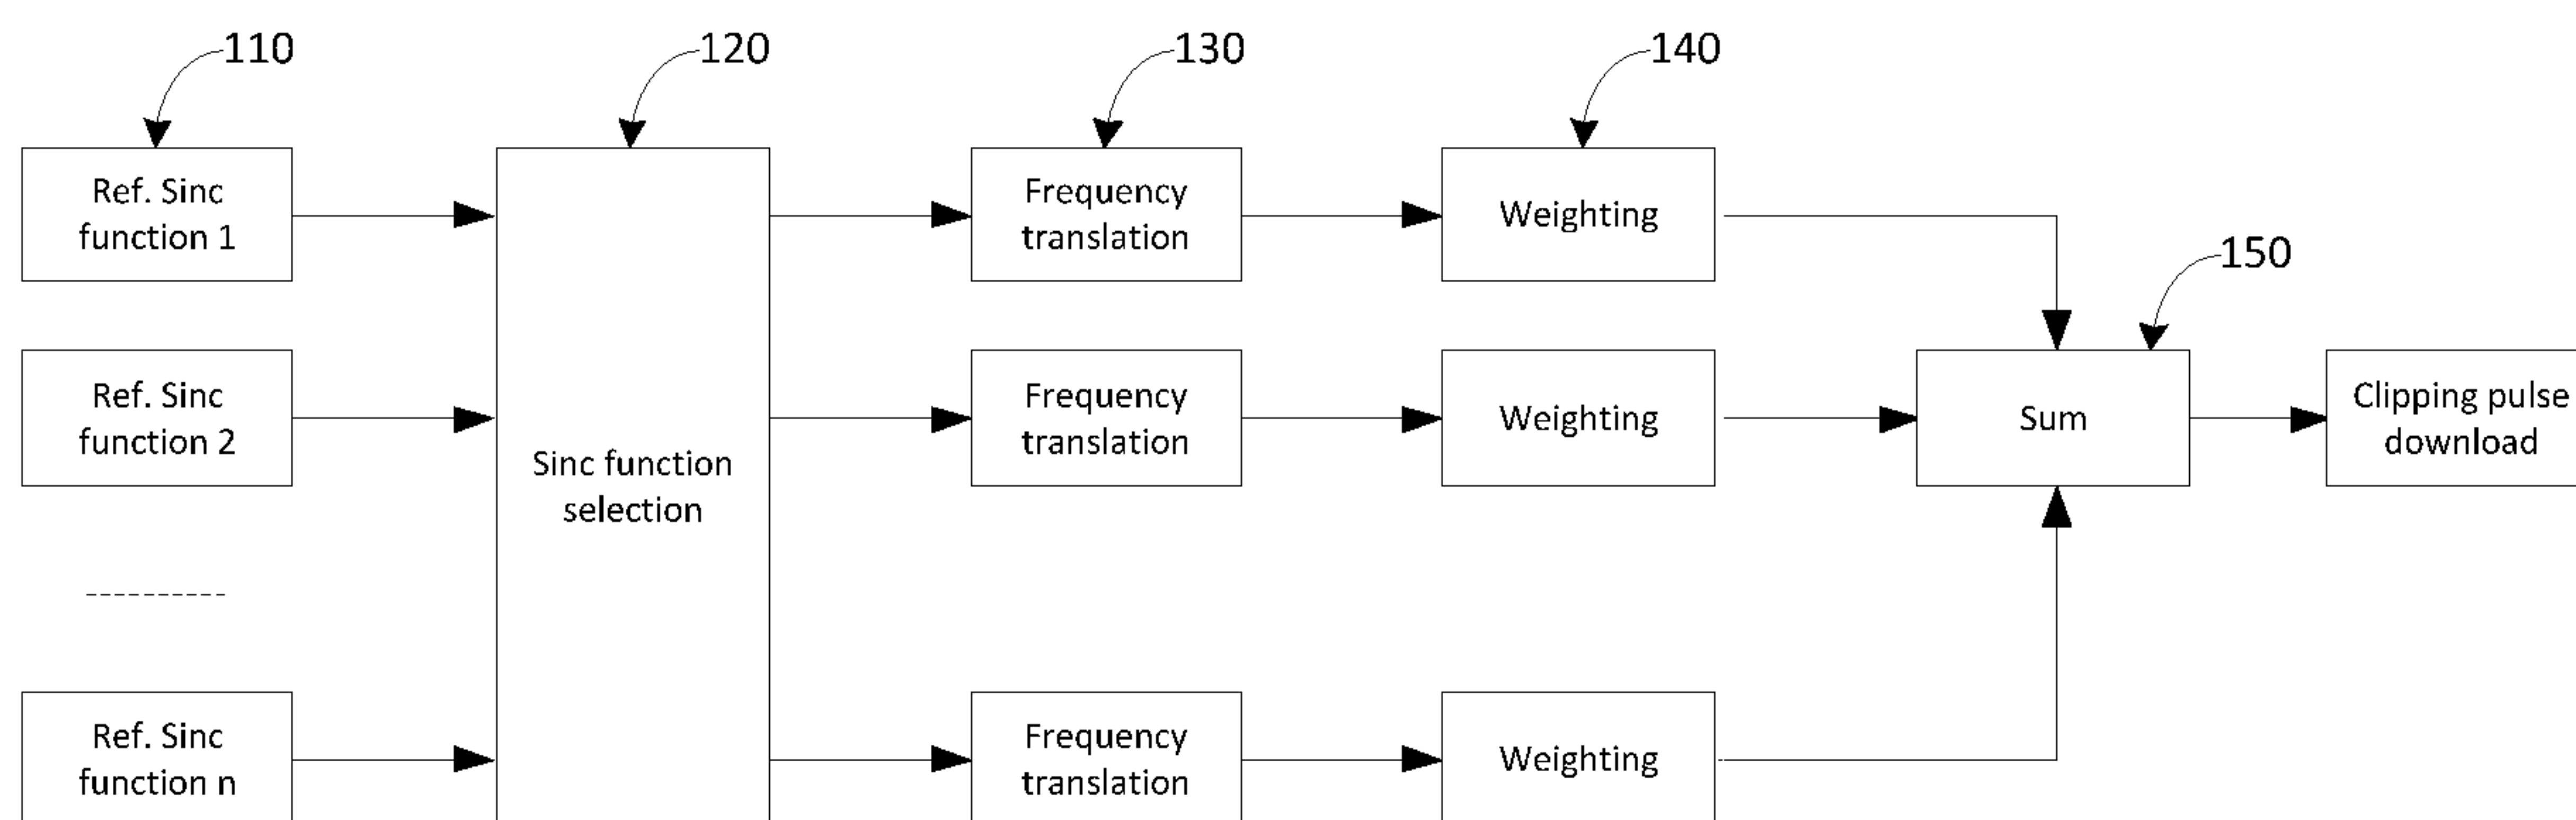 110
120
130
140
150
Ref. Sinc
function 1
Frequency
translation
Weighting
Ref. Sinc
function 2
Sinc function
selection
Frequency
translation
Weighting
Sum
Clipping pulse
download
Ref. Sinc
function n
Frequency
translation
Weighting